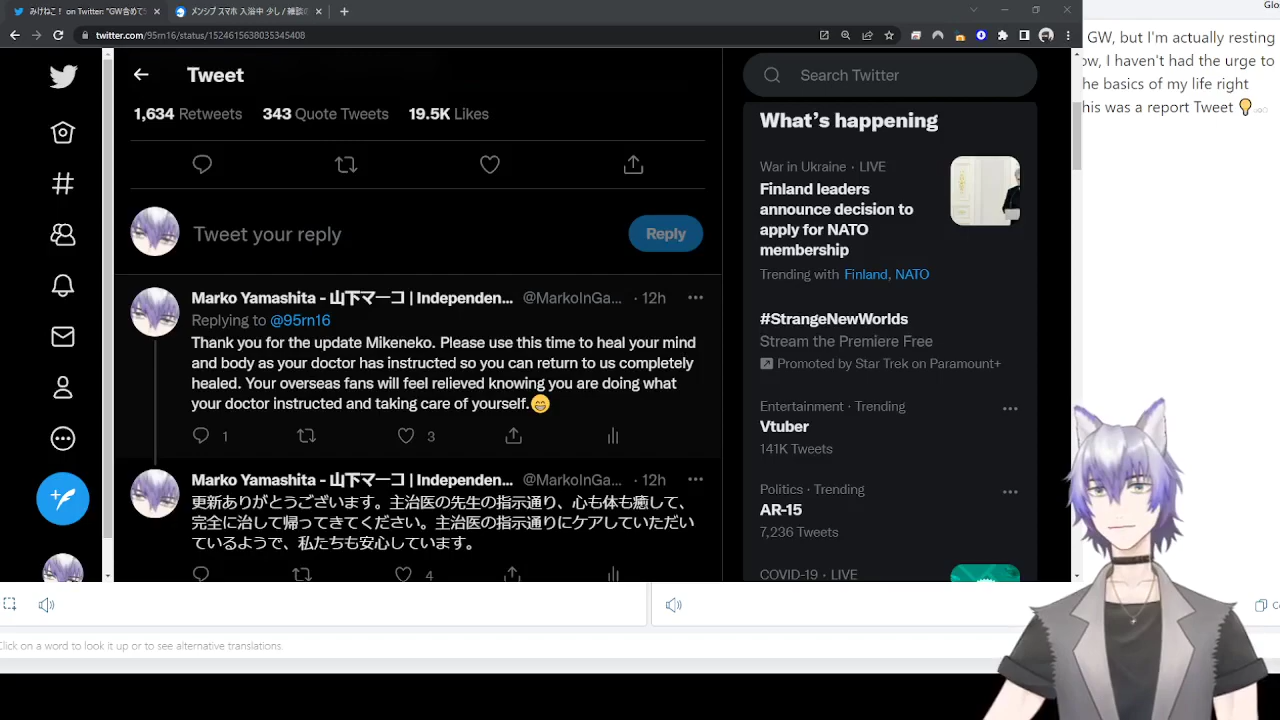 みけねこ! on Twitter: "GW含めて
メンシプ スマホ 入浴中 少し / 雑談の
twitter.com/95rn16/status/1524615638035345408
Glo
GW, but I'm actually resting
ow, I haven't had the urge to
the basics of my life right
his was a report Tweet
Tweet
Search Twitter
1,634 Retweets 343 Quote Tweets 19.5K Likes
Tweet your reply
Reply
Marko Yamashita - 山下マーコ | Independen... @MarkoInGa... · 12h
Replying to @95rn16
Thank you for the update Mikeneko. Please use this time to heal your mind
and body as your doctor has instructed so you can return to us completely
healed. Your overseas fans will feel relieved knowing you are doing what
your doctor instructed and taking care of yourself.😁
1 3
Marko Yamashita - 山下マーコ | Independen... @MarkoInGa... · 12h
更新ありがとうございます。主治医の先生の指示通り、心も体も癒して、
完全に治して帰ってきてください。主治医の指示通りにケアしていただい
ているようで、私たちも安心しています。
4
What's happening
War in Ukraine · LIVE
Finland leaders
announce decision to
apply for NATO
membership
Trending with Finland, NATO
#StrangeNewWorlds
Stream the Premiere Free
Promoted by Star Trek on Paramount+
Entertainment · Trending
Vtuber
141K Tweets
Politics · Trending
AR-15
7,236 Tweets
COVID-19 · LIVE
Click on a word to look it up or to see alternative translations.